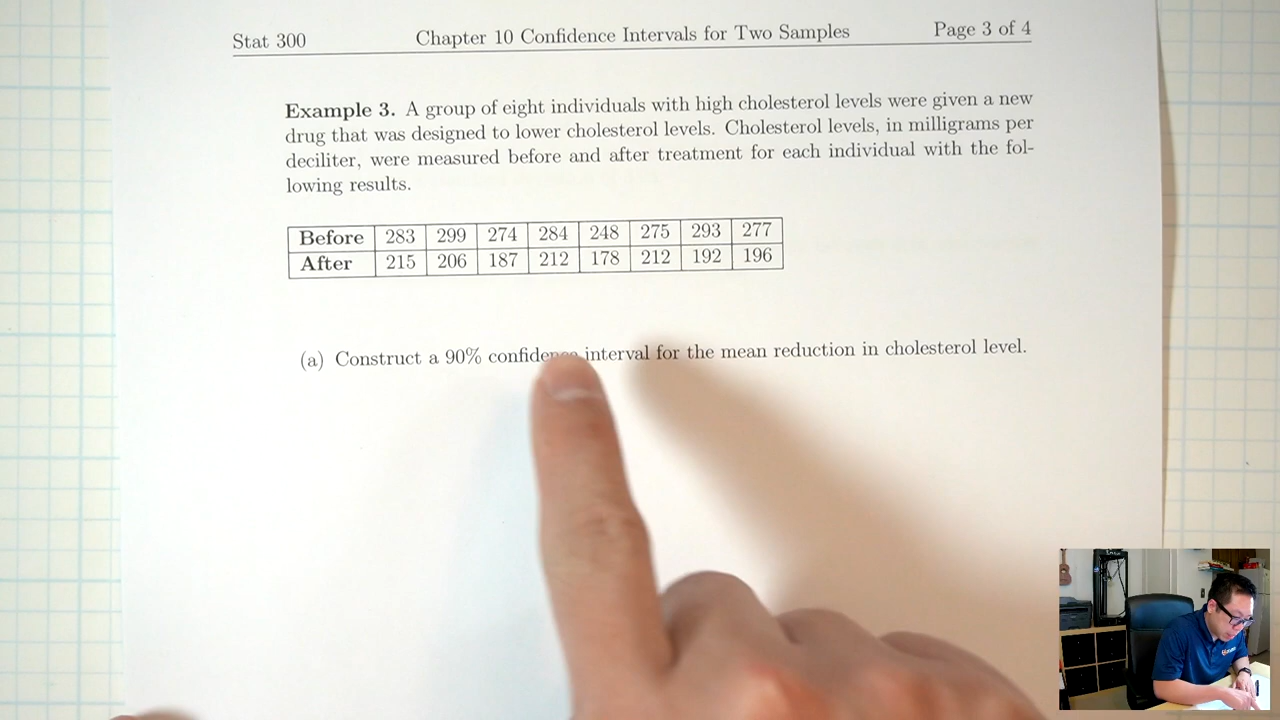 Stat 300 Chapter 10 Confidence Intervals for Two Samples Page 3 of 4
Example 3. A group of eight individuals with high cholesterol levels were given a new
drug that was designed to lower cholesterol levels. Cholesterol levels, in milligrams per
deciliter, were measured before and after treatment for each individual with the fol-
lowing results.
Before 283 299 274 284 248 275 293 277
After 215 206 187 212 178 212 192 196
(a) Construct a 90% confidence interval for the mean reduction in cholesterol level.